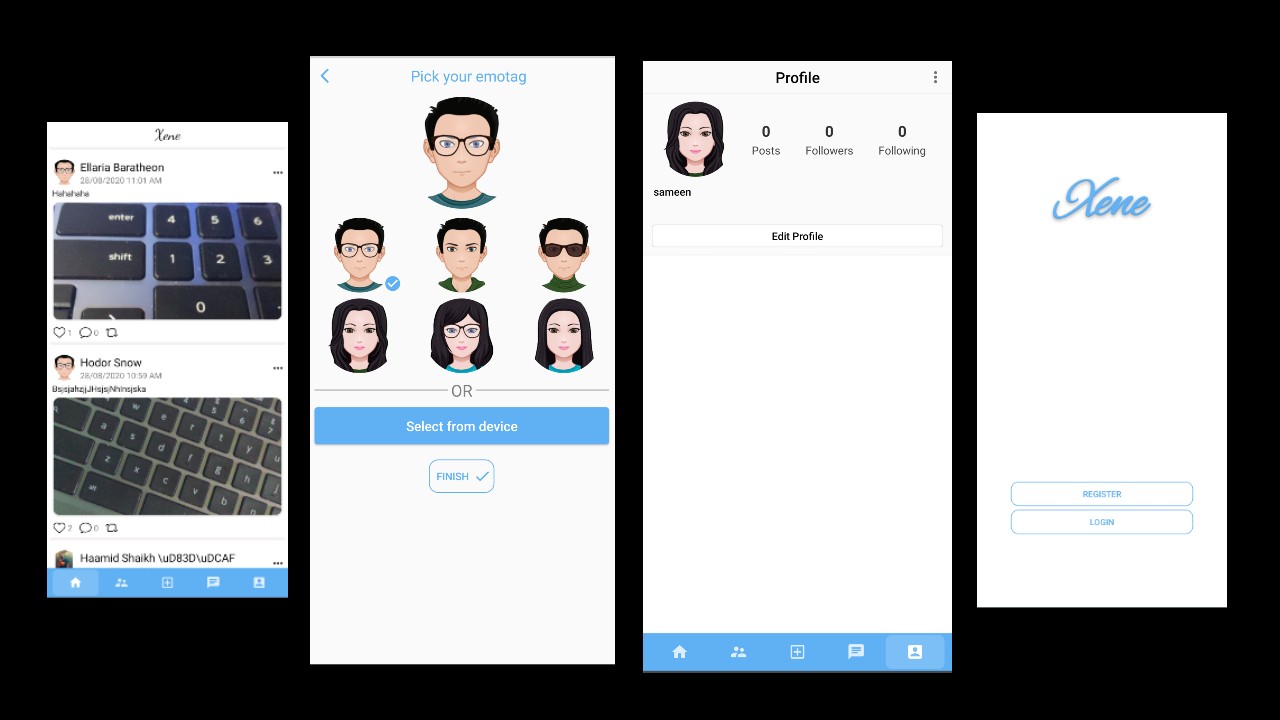 Xene
Ellaria Baratheon
28/08/2020 11:01 AM
Hahahaha
enter 4 5 6
shift 1 2 3
0
1 0
Hodor Snow
28/08/2020 10:59 AM
BsjsjahzjJHsjsjNhInsjska
2 0
Haamid Shaikh \uD83D\uDCAF
Pick your emotag
OR
Select from device
FINISH
Profile
0 0 0
Posts Followers Following
sameen
Edit Profile
Xene
REGISTER
LOGIN